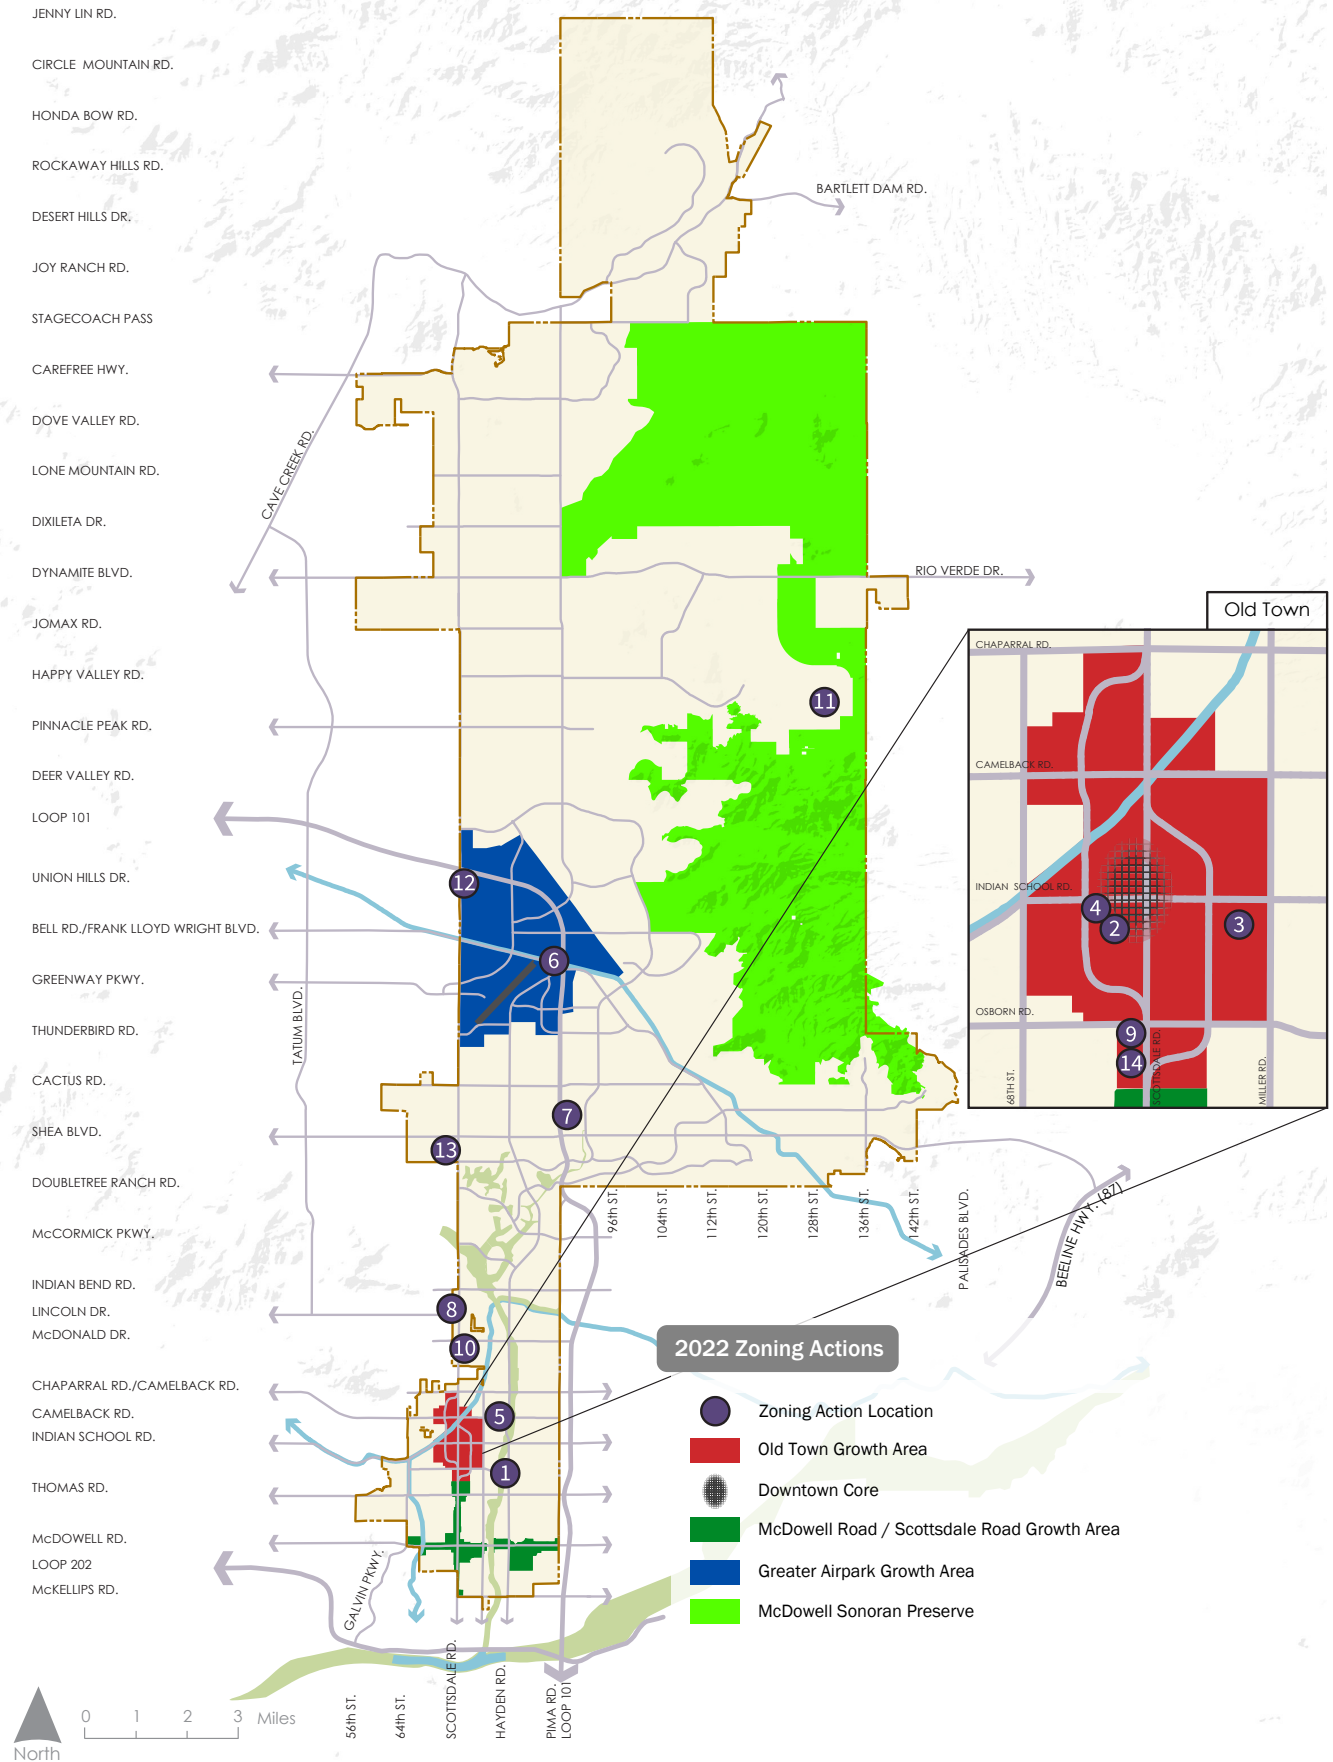 JENNY LIN RD.
CIRCLE MOUNTAIN RD.
HONDA BOW RD.
ROCKAWAY HILLS RD.
BARTLETT DAM RD.
DESERT HILLS DR.
JOY RANCH RD.
STAGECOACH PASS
CAREFREE HWY.
DOVE VALLEY RD.
CAVE CREEK RD.
LONE MOUNTAIN RD.
DIXILETA DR.
DYNAMITE BLVD.
RIO VERDE DR.
JOMAX RD.
HAPPY VALLEY RD.
11
PINNACLE PEAK RD.
DEER VALLEY RD.
LOOP 101
UNION HILLS DR.
12
BELL RD./FRANK LLOYD WRIGHT BLVD.
6
GREENWAY PKWY.
TATUM BLVD.
THUNDERBIRD RD.
CACTUS RD.
7
SHEA BLVD.
13
DOUBLETREE RANCH RD.
96th ST.
104th ST.
112th ST.
120th ST.
128th ST.
136th ST.
142th ST.
PALISADES BLVD.
BEELINE HWY. (87)
McCORMICK PKWY.
INDIAN BEND RD.
LINCOLN DR.
8
McDONALD DR.
10
CHAPARRAL RD./CAMELBACK RD.
CAMELBACK RD.
5
INDIAN SCHOOL RD.
1
THOMAS RD.
McDOWELL RD.
LOOP 202
McKELLIPS RD.
GALVIN PKWY.
56th ST.
64th ST.
SCOTTSDALE RD.
HAYDEN RD.
PIMA RD.
LOOP 101
Old Town
CHAPARRAL RD.
CAMELBACK RD.
INDIAN SCHOOL RD.
4
2
3
OSBORN RD.
9
14
68TH ST.
SCOTTSDALE RD.
MILLER RD.
2022 Zoning Actions
Zoning Action Location
Old Town Growth Area
Downtown Core
McDowell Road / Scottsdale Road Growth Area
Greater Airpark Growth Area
McDowell Sonoran Preserve
0 1 2 3 Miles
North